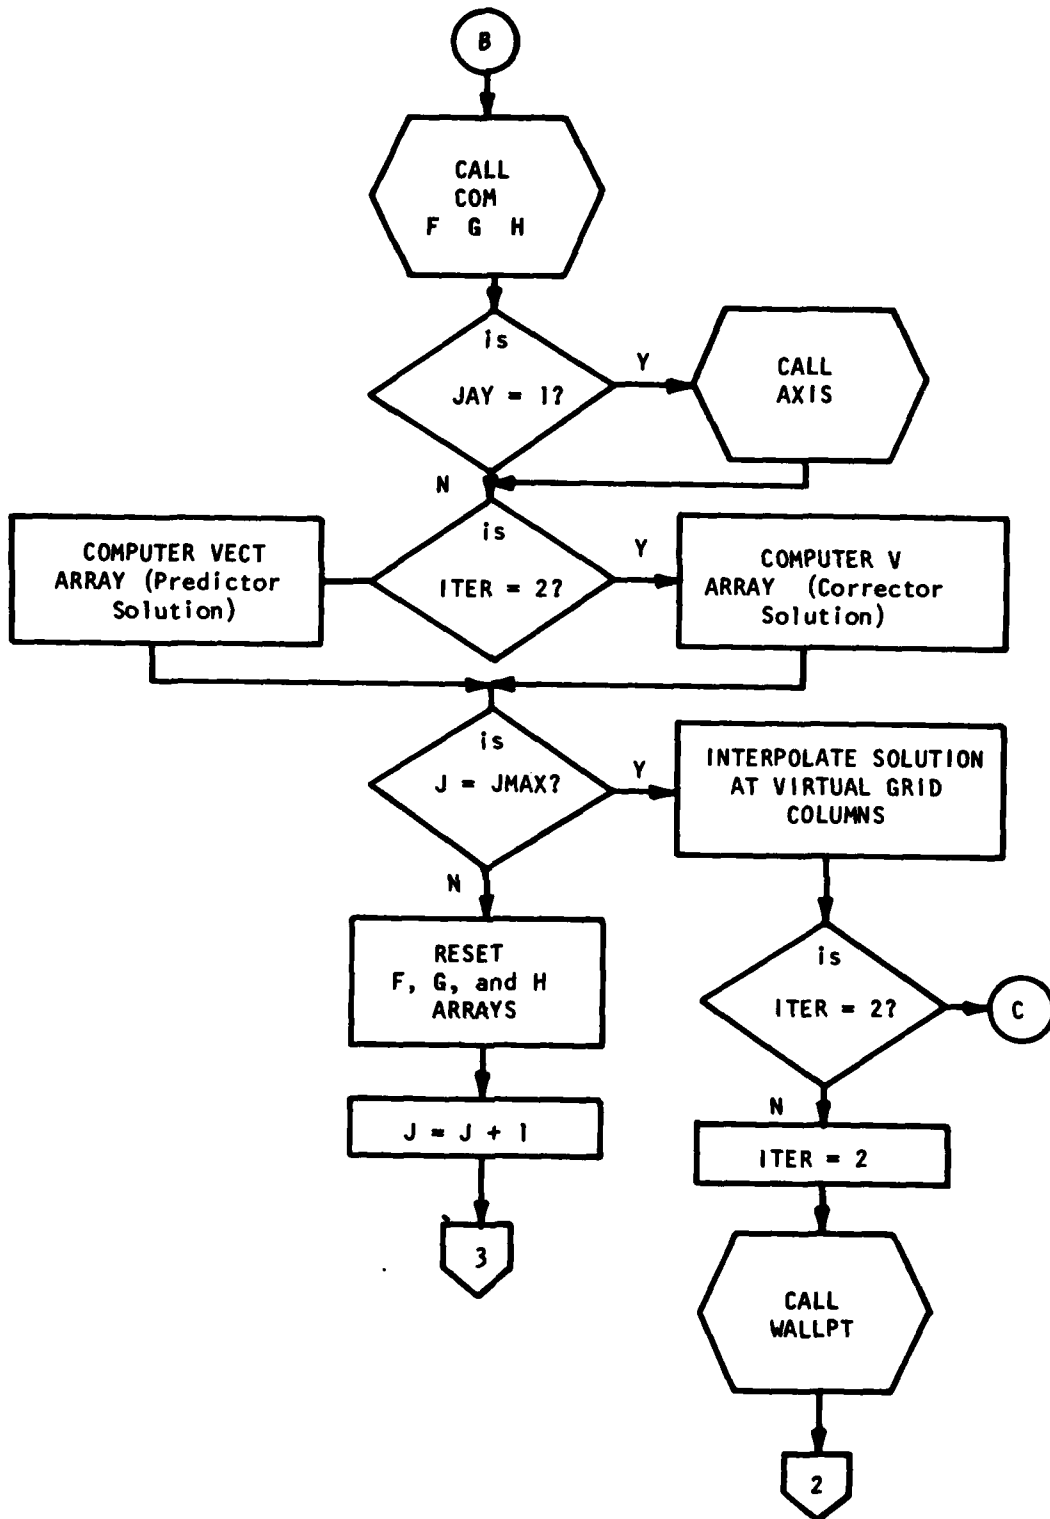 B
CALL
COM
F G H
is
JAY = 1?
Y
CALL
AXIS
N
is
ITER = 2?
Y
COMPUTER VECT
ARRAY (Predictor
Solution)
COMPUTER V
ARRAY (Corrector
Solution)
is
J = JMAX?
Y
INTERPOLATE SOLUTION
AT VIRTUAL GRID
COLUMNS
N
RESET
F, G, and H
ARRAYS
is
ITER = 2?
C
J = J + 1
N
ITER = 2
3
CALL
WALLPT
2